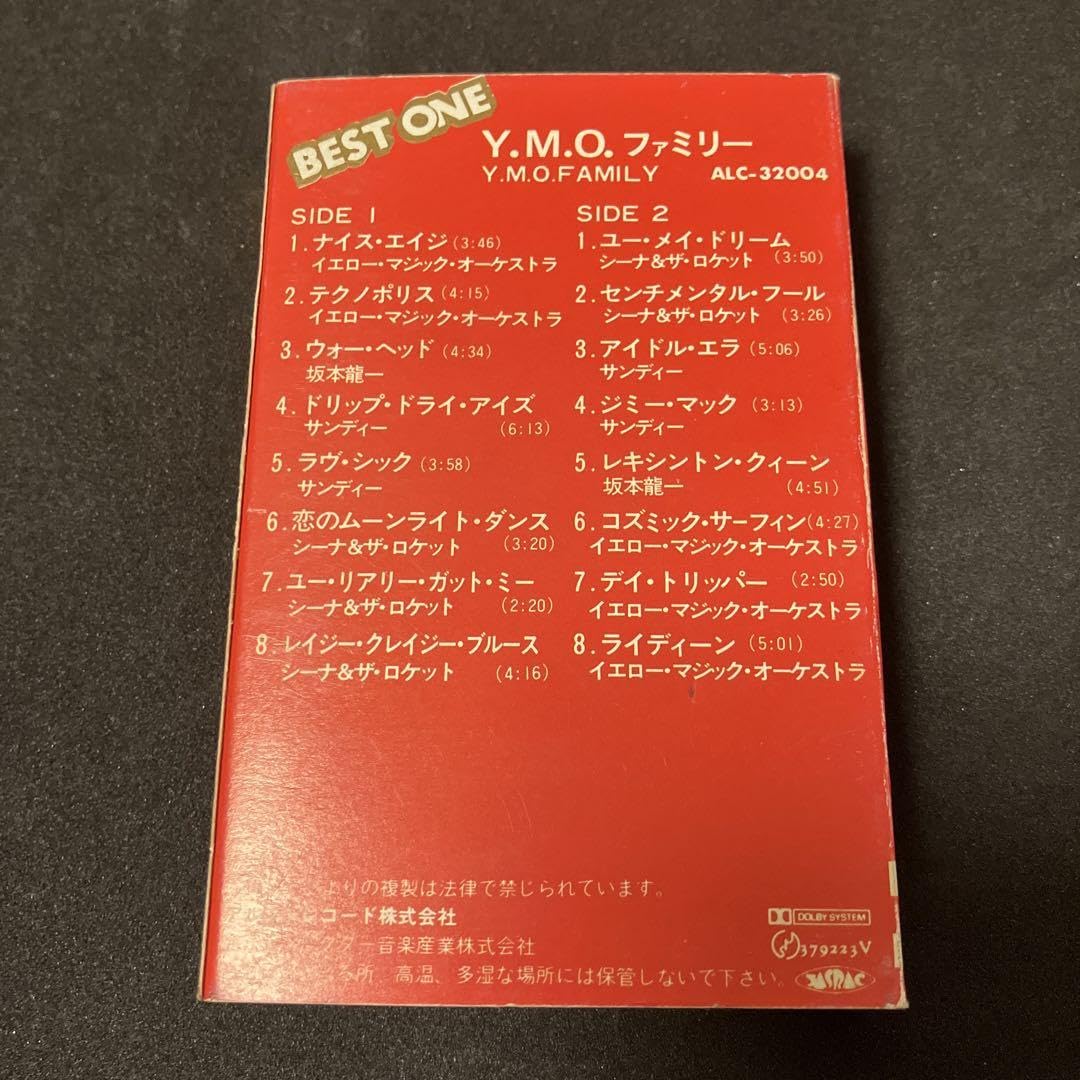 BEST ONE
Y.M.O. ファミリー
Y.M.O.FAMILY ALC-32004
SIDE 1
1. ナイス・エイジ (3:46)
イエロー・マジック・オーケストラ
2. テクノポリス (4:15)
イエロー・マジック・オーケストラ
3. ウォー・ヘッド (4:34)
坂本龍一
4. ドリップ・ドライ・アイズ
サンディー (6:13)
5. ラヴ・シック (3:58)
サンディー
6. 恋のムーンライト・ダンス
シーナ&ザ・ロケット (3:20)
7. ユー・リアリー・ガット・ミー
シーナ&ザ・ロケット (2:20)
8. レイジー・クレイジー・ブルース
シーナ&ザ・ロケット (4:16)
SIDE 2
1. ユー・メイ・ドリーム
シーナ&ザ・ロケット (3:50)
2. センチメンタル・フール
シーナ&ザ・ロケット (3:26)
3. アイドル・エラ (5:06)
サンディー
4. ジミー・マック (3:13)
サンディー
5. レキシントン・クィーン
坂本龍一 (4:51)
6. コズミック・サーフィン (4:27)
イエロー・マジック・オーケストラ
7. デイ・トリッパー (2:50)
イエロー・マジック・オーケストラ
8. ライディーン (5:01)
イエロー・マジック・オーケストラ
よりの複製は法律で禁じられています。
コード株式会社
クター音楽産業株式会社
る所、高温、多湿な場所には保管しないで下さい。
DOLBY SYSTEM
379223V
JASRAC